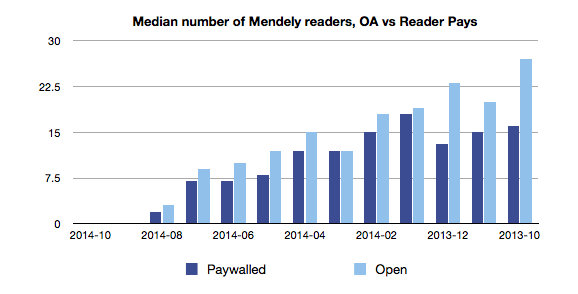 Median number of Mendely readers, OA vs Reader Pays
30
22.5
15
7.5
0
2014-10 2014-08 2014-06 2014-04 2014-02 2013-12 2013-10
Paywalled Open